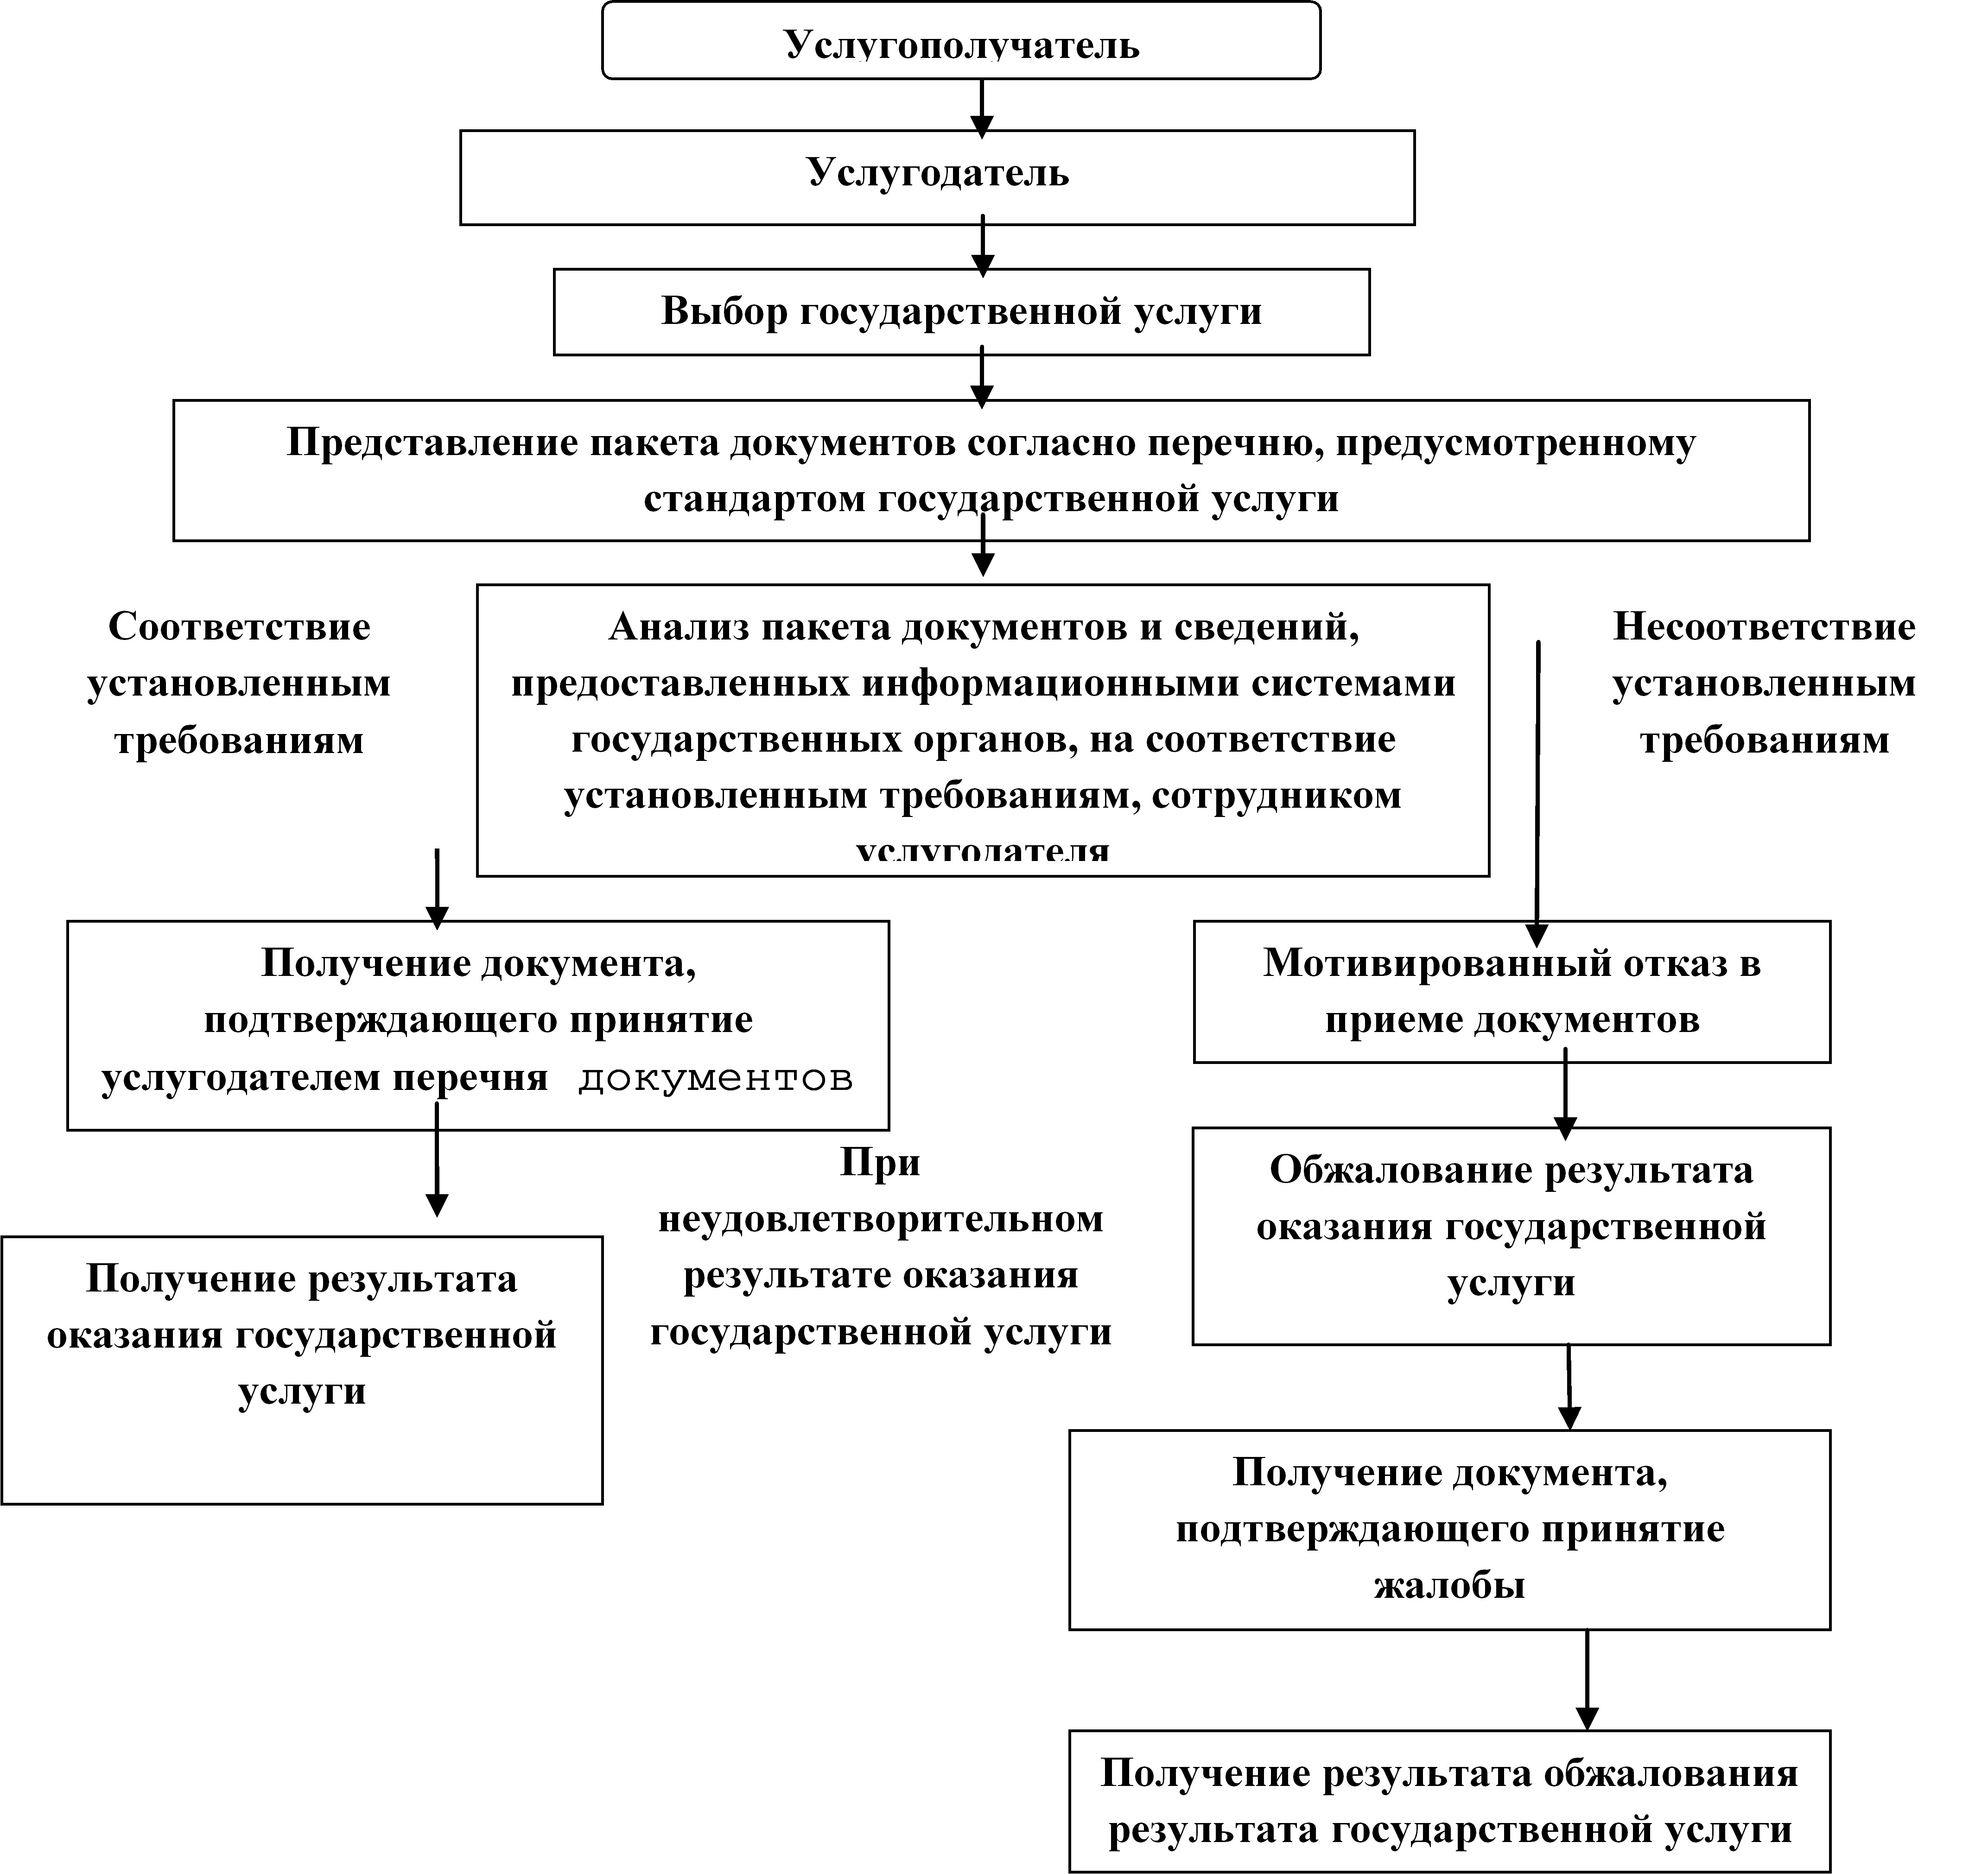 Услугополучатель
Услугодатель
Выбор государственной услуги
Представление пакета документов согласно перечню, предусмотренному
стандартом государственной услуги
Соответствие
установленным
требованиям
Анализ пакета документов и сведений,
предоставленных информационными системами
государственных органов, на соответствие
установленным требованиям, сотрудником
услугодателя
Несоответствие
установленным
требованиям
Получение документа,
подтверждающего принятие
услугодателем перечня документов
Мотивированный отказ в
приеме документов
При
неудовлетворительном
результате оказания
государственной услуги
Обжалование результата
оказания государственной
услуги
Получение результата
оказания государственной
услуги
Получение документа,
подтверждающего принятие
жалобы
Получение результата обжалования
результата государственной услуги